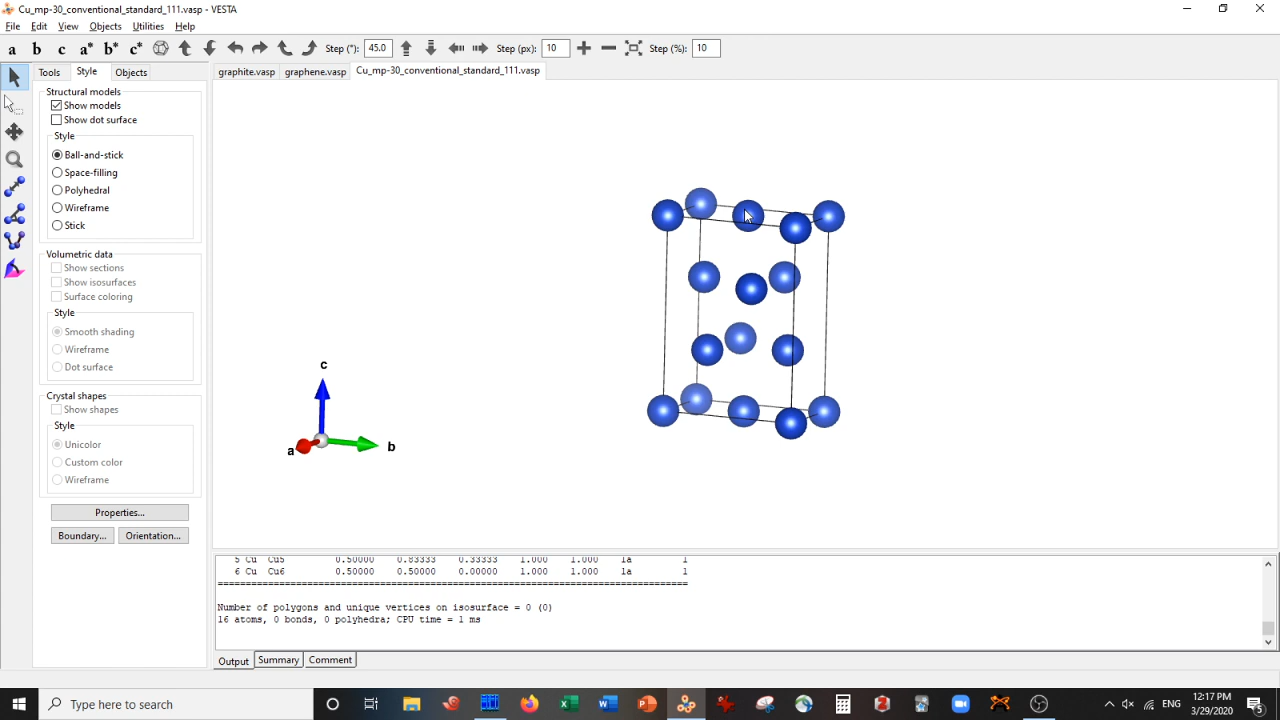 Cu_mp-30_conventional_standard_111.vasp - VESTA
File Edit View Objects Utilities Help
a b c a* b* c* Step (°): 45.0 Step (px): 10 Step (%): 10
Tools Style Objects
graphite.vasp graphene.vasp Cu_mp-30_conventional_standard_111.vasp
Structural models
Show models
Show dot surface
Style
Ball-and-stick
Space-filling
Polyhedral
Wireframe
Stick
Volumetric data
Show sections
Show isosurfaces
Surface coloring
Style
Smooth shading
Wireframe
Dot surface
Crystal shapes
Show shapes
Style
Unicolor
Custom color
Wireframe
Properties...
Boundary... Orientation...
c
a b
5 Cu Cu5 0.50000 0.83333 0.33333 1.000 1.000 1a 1
6 Cu Cu6 0.50000 0.50000 0.00000 1.000 1.000 1a 1
================================================================================
Number of polygons and unique vertices on isosurface = 0 (0)
16 atoms, 0 bonds, 0 polyhedra; CPU time = 1 ms
Output Summary Comment
Type here to search
ENG
12:17 PM
3/29/2020
3